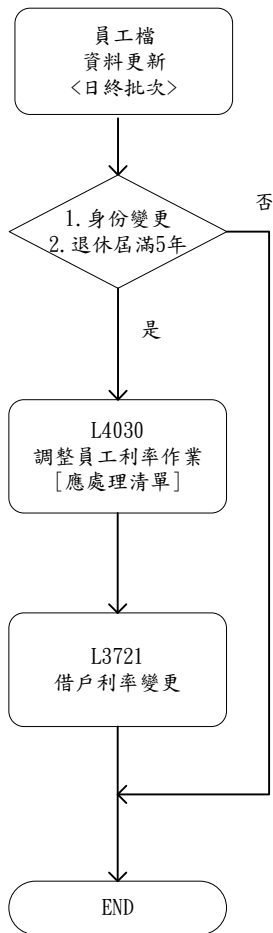 員工檔
資料更新
<日終批次>
否
1.身份變更
2.退休屆滿5年
是
L4030
調整員工利率作業
[應處理清單]
L3721
借戶利率變更
END